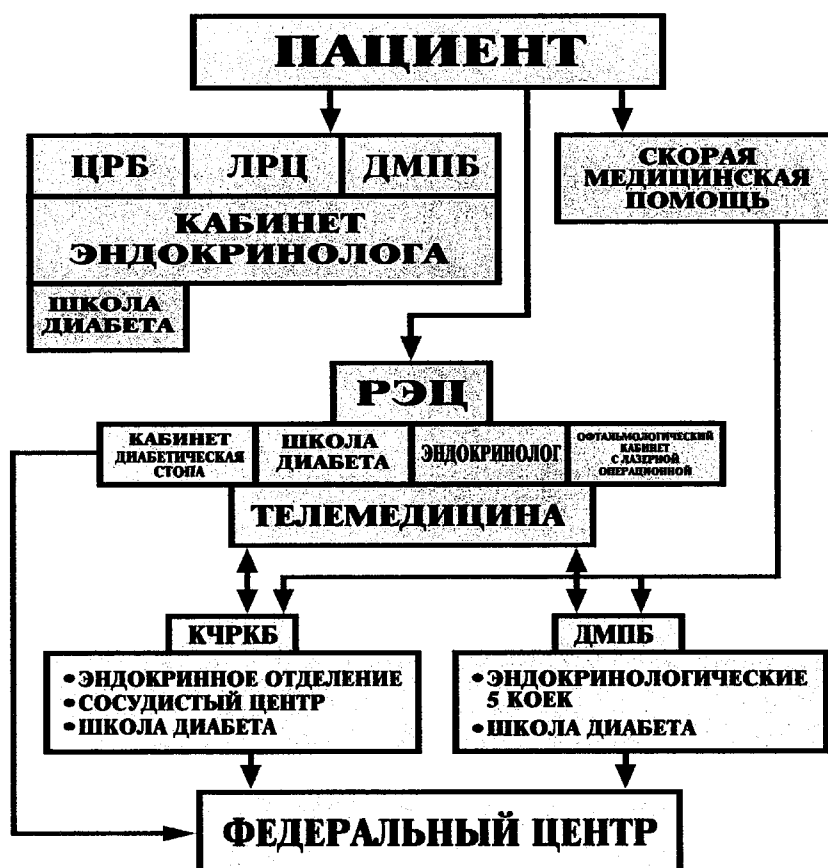 ПАЦИЕНТ
ЦРБ
ЛРЦ
ДМПБ
СКОРАЯ
МЕДИЦИНСКАЯ
ПОМОЩЬ
КАБИНЕТ
ЭНДОКРИНОЛОГА
ШКОЛА
ДИАБЕТА
РЭЦ
КАБИНЕТ
ДИАБЕТИЧЕСКАЯ
СТОПА
ШКОЛА
ДИАБЕТА
ЭНДОКРИНОЛОГ
ОФТАЛЬМОЛОГИЧЕСКИЙ
КАБИНЕТ
С ЛАЗЕРНОЙ
ОПЕРАЦИОННОЙ
ТЕЛЕМЕДИЦИНА
КЧРКБ
• ЭНДОКРИННОЕ ОТДЕЛЕНИЕ
• СОСУДИСТЫЙ ЦЕНТР
• ШКОЛА ДИАБЕТА
ДМПБ
• ЭНДОКРИНОЛОГИЧЕСКИЕ
5 КОЕК
• ШКОЛА ДИАБЕТА
ФЕДЕРАЛЬНЫЙ ЦЕНТР